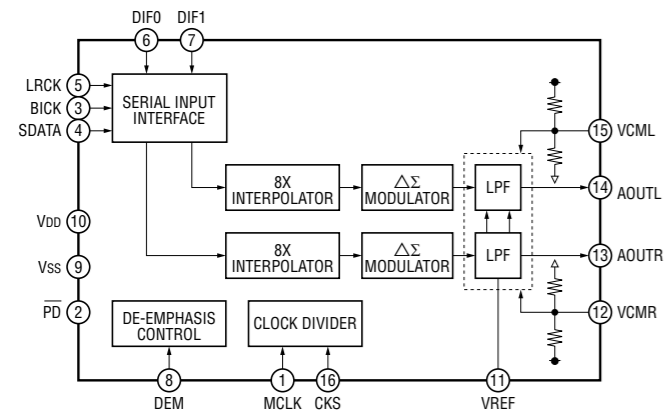 DIF0 DIF1
6 7
LRCK 5
BICK 3
SDATA 4
SERIAL INPUT
INTERFACE
15 VCML
8X
INTERPOLATOR
ΔΣ
MODULATOR
LPF
14 AOUTL
VDD 10
8X
INTERPOLATOR
ΔΣ
MODULATOR
LPF
13 AOUTR
VSS 9
PD 2
12 VCMR
DE-EMPHASIS
CONTROL
CLOCK DIVIDER
8 1 16 11
DEM MCLK CKS VREF